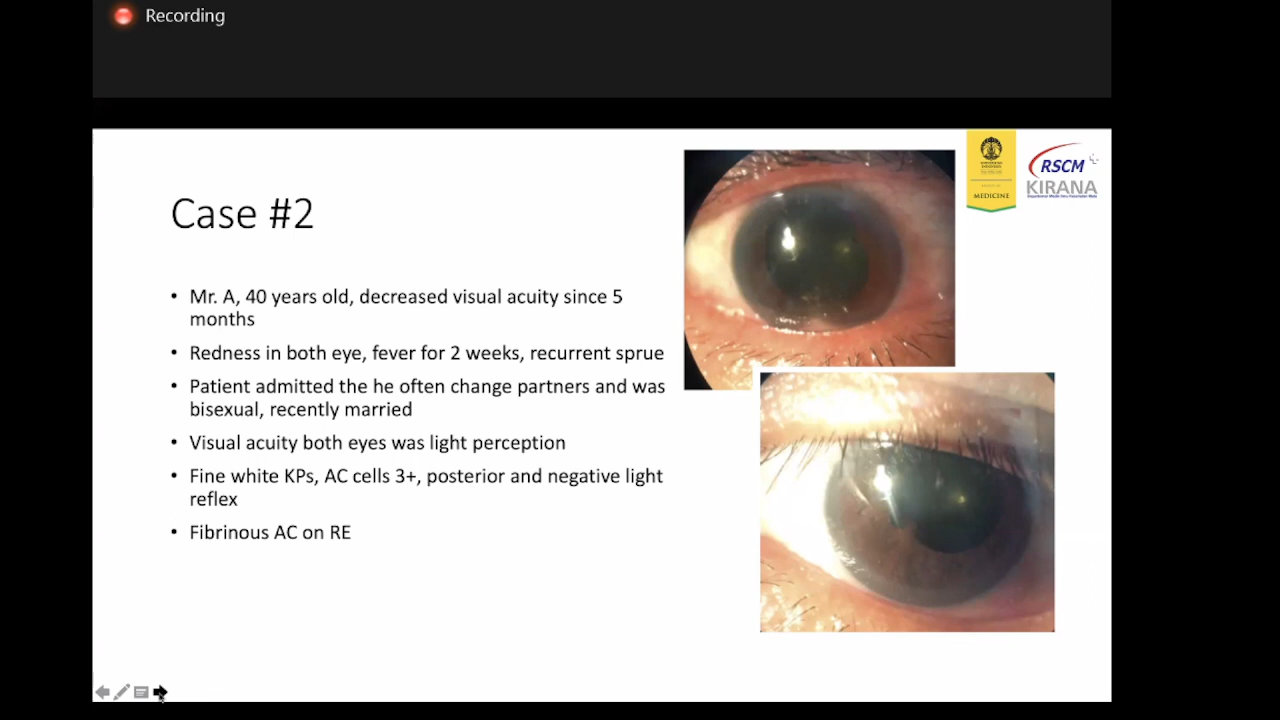 Recording
Case #2
• Mr. A, 40 years old, decreased visual acuity since 5
months
• Redness in both eye, fever for 2 weeks, recurrent sprue
• Patient admitted the he often change partners and was
bisexual, recently married
• Visual acuity both eyes was light perception
• Fine white KPs, AC cells 3+, posterior and negative light
reflex
• Fibrinous AC on RE
MEDICINE
RSCM
KIRANA